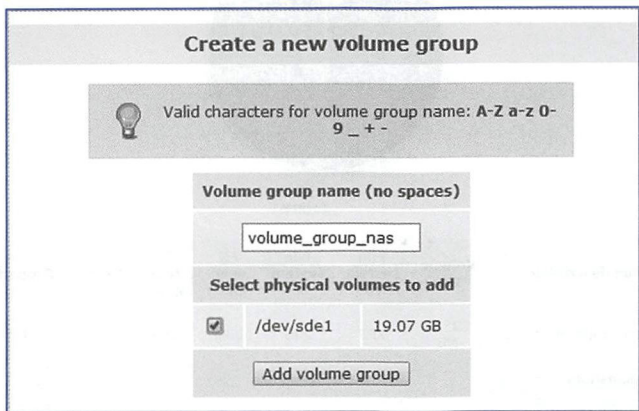 Create a new volume group
Valid characters for volume group name: A-Z a-z 0-
9 _ + -
Volume group name (no spaces)
volume_group_nas
Select physical volumes to add
/dev/sde1 19.07 GB
Add volume group